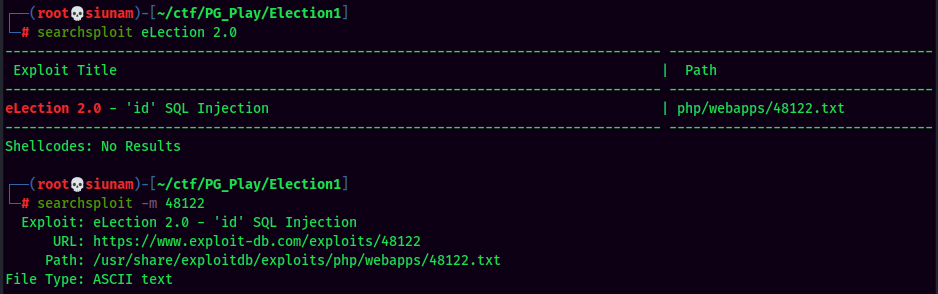 ┌──(root💀siunam)-[~/ctf/PG_Play/Election1]
└─# searchsploit eLection 2.0
---------------------------------------------------------------------------------- ---------------------------------
 Exploit Title                                                                    |  Path
---------------------------------------------------------------------------------- ---------------------------------
eLection 2.0 - 'id' SQL Injection                                                 | php/webapps/48122.txt
---------------------------------------------------------------------------------- ---------------------------------
Shellcodes: No Results
┌──(root💀siunam)-[~/ctf/PG_Play/Election1]
└─# searchsploit -m 48122
  Exploit: eLection 2.0 - 'id' SQL Injection
      URL: https://www.exploit-db.com/exploits/48122
     Path: /usr/share/exploitdb/exploits/php/webapps/48122.txt
File Type: ASCII text